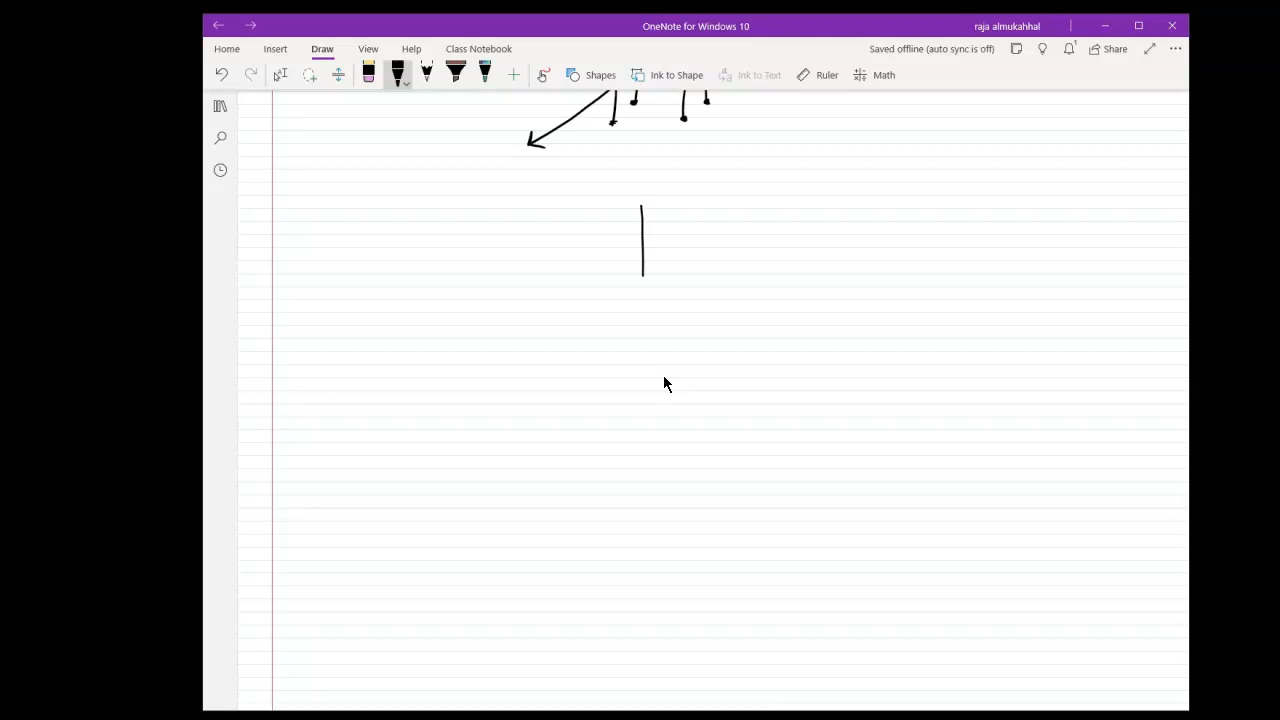 OneNote for Windows 10
raja almukahhal
Home Insert Draw View Help Class Notebook
Saved offline (auto sync is off) Share
Shapes Ink to Shape Ink to Text Ruler Math